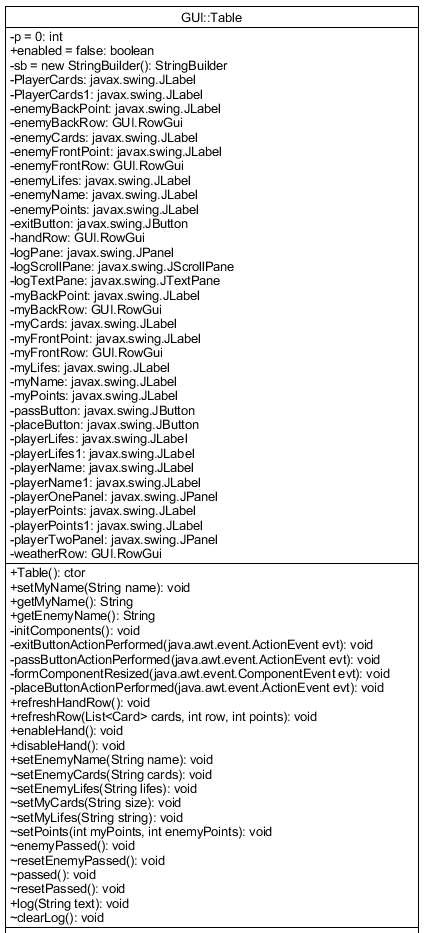 GUI::Table
-p = 0: int
+enabled = false: boolean
-sb = new StringBuilder(): StringBuilder
-PlayerCards: javax.swing.JLabel
-PlayerCards1: javax.swing.JLabel
-enemyBackPoint: javax.swing.JLabel
-enemyBackRow: GUI.RowGui
-enemyCards: javax.swing.JLabel
-enemyFrontPoint: javax.swing.JLabel
-enemyFrontRow: GUI.RowGui
-enemyLifes: javax.swing.JLabel
-enemyName: javax.swing.JLabel
-enemyPoints: javax.swing.JLabel
-exitButton: javax.swing.JButton
-handRow: GUI.RowGui
-logPane: javax.swing.JPanel
-logScrollPane: javax.swing.JScrollPane
-logTextPane: javax.swing.JTextPane
-myBackPoint: javax.swing.JLabel
-myBackRow: GUI.RowGui
-myCards: javax.swing.JLabel
-myFrontPoint: javax.swing.JLabel
-myFrontRow: GUI.RowGui
-myLifes: javax.swing.JLabel
-myName: javax.swing.JLabel
-myPoints: javax.swing.JLabel
-passButton: javax.swing.JButton
-placeButton: javax.swing.JButton
-playerLifes: javax.swing.JLabel
-playerLifes1: javax.swing.JLabel
-playerName: javax.swing.JLabel
-playerName1: javax.swing.JLabel
-playerOnePanel: javax.swing.JPanel
-playerPoints: javax.swing.JLabel
-playerPoints1: javax.swing.JLabel
-playerTwoPanel: javax.swing.JPanel
-weatherRow: GUI.RowGui
+Table(): ctor
+setMyName(String name): void
+getMyName(): String
+getEnemyName(): String
-initComponents(): void
-exitButtonActionPerformed(java.awt.event.ActionEvent evt): void
-passButtonActionPerformed(java.awt.event.ActionEvent evt): void
-formComponentResized(java.awt.event.ComponentEvent evt): void
-placeButtonActionPerformed(java.awt.event.ActionEvent evt): void
+refreshHandRow(): void
+refreshRow(List<Card> cards, int row, int points): void
+enableHand(): void
+disableHand(): void
+setEnemyName(String name): void
~setEnemyCards(String cards): void
~setEnemyLifes(String lifes): void
~setMyCards(String size): void
~setMyLifes(String string): void
~setPoints(int myPoints, int enemyPoints): void
~enemyPassed(): void
~resetEnemyPassed(): void
~passed(): void
~resetPassed(): void
+log(String text): void
~clearLog(): void